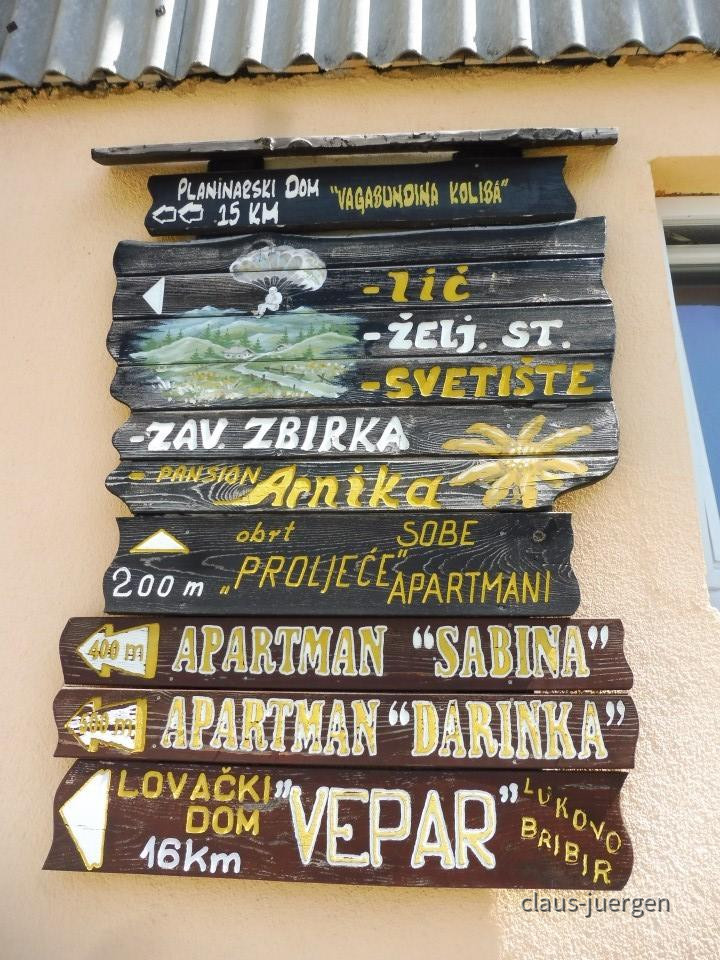 PLANINARSKI DOM "VAGABUNDINA KOLIBA"
15 KM
-LIČ
-ŽELJ. ST.
-SVETIŠTE
-ZAV ZBIRKA
- PANSION Arnika
obrt SOBE
„PROLJEĆE" APARTMANI
200 m
400 m APARTMAN "SABINA"
APARTMAN "DARINKA"
LOVAČKI DOM "VEPAR" LUKOVO BRIBIR
16km
claus-juergen